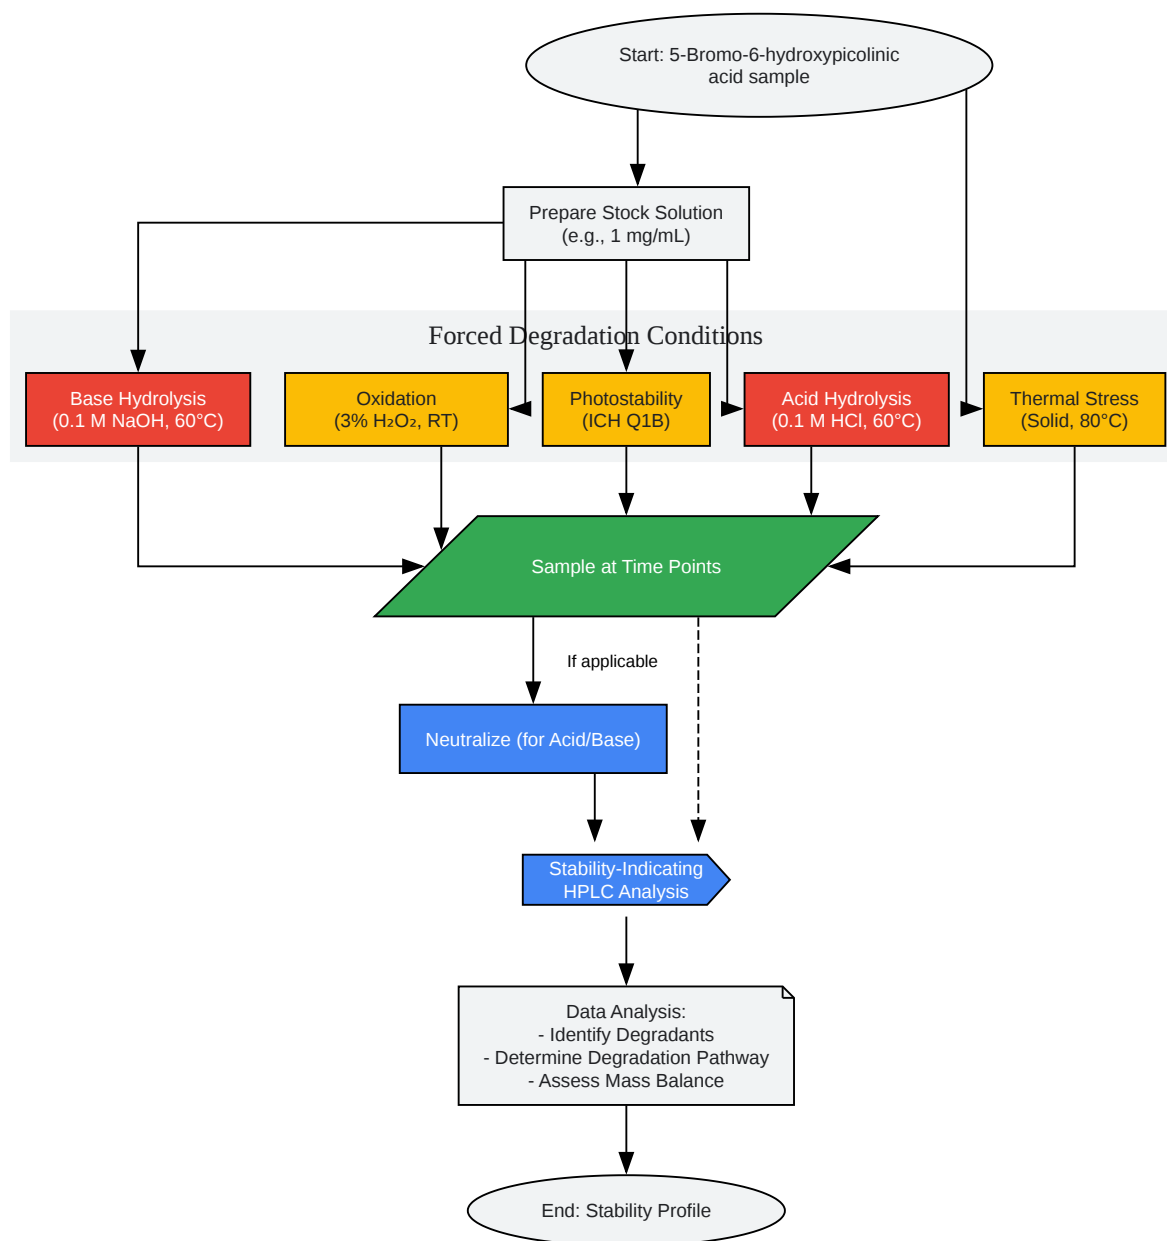 Start: 5-Bromo-6-hydroxypicolinic
acid sample
Prepare Stock Solution
(e.g., 1 mg/mL)
Forced Degradation Conditions
Base Hydrolysis
(0.1 M NaOH, 60°C)
Oxidation
(3% H₂O₂, RT)
Photostability
(ICH Q1B)
Acid Hydrolysis
(0.1 M HCl, 60°C)
Thermal Stress
(Solid, 80°C)
Sample at Time Points
If applicable
Neutralize (for Acid/Base)
Stability-Indicating
HPLC Analysis
Data Analysis:
- Identify Degradants
- Determine Degradation Pathway
- Assess Mass Balance
End: Stability Profile